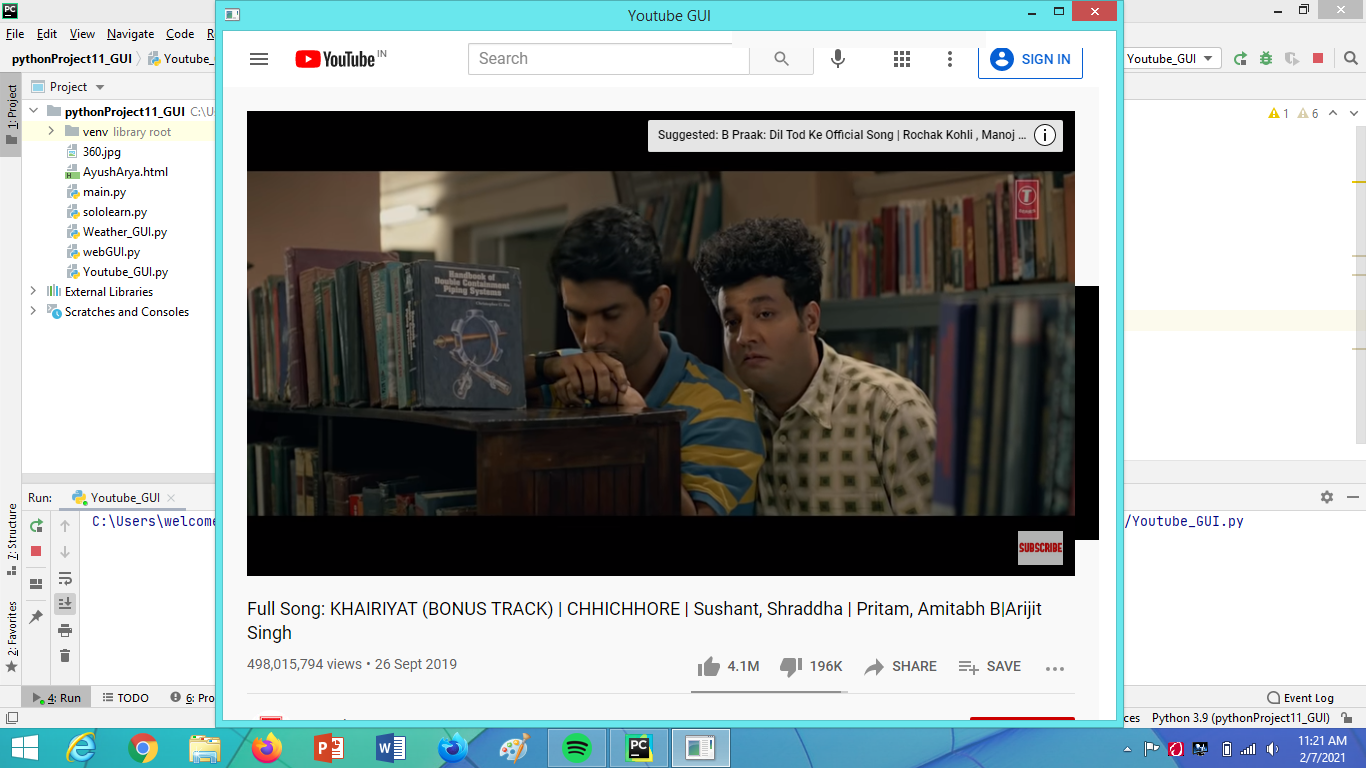 Youtube GUI
File Edit View Navigate Code R
pythonProject11_GUI Youtube_
Youtube_GUI
YouTube IN
Search
SIGN IN
1: Project
Project
pythonProject11_GUI C:\U
venv library root
360.jpg
AyushArya.html
main.py
sololearn.py
Weather_GUI.py
webGUI.py
Youtube_GUI.py
External Libraries
Scratches and Consoles
1 6
Suggested: B Praak: Dil Tod Ke Official Song | Rochak Kohli , Manoj ...
T
Handbook of
Double Containment
Piping Systems
SUBSCRIBE
Full Song: KHAIRIYAT (BONUS TRACK) | CHHICHHORE | Sushant, Shraddha | Pritam, Amitabh B|Arijit
Singh
498,015,794 views • 26 Sept 2019
4.1M 196K SHARE SAVE
Run: Youtube_GUI
C:\Users\welcome
/Youtube_GUI.py
7: Structure
2: Favorites
4: Run TODO 6: Pro
Event Log
ces Python 3.9 (pythonProject11_GUI)
11:21 AM
2/7/2021